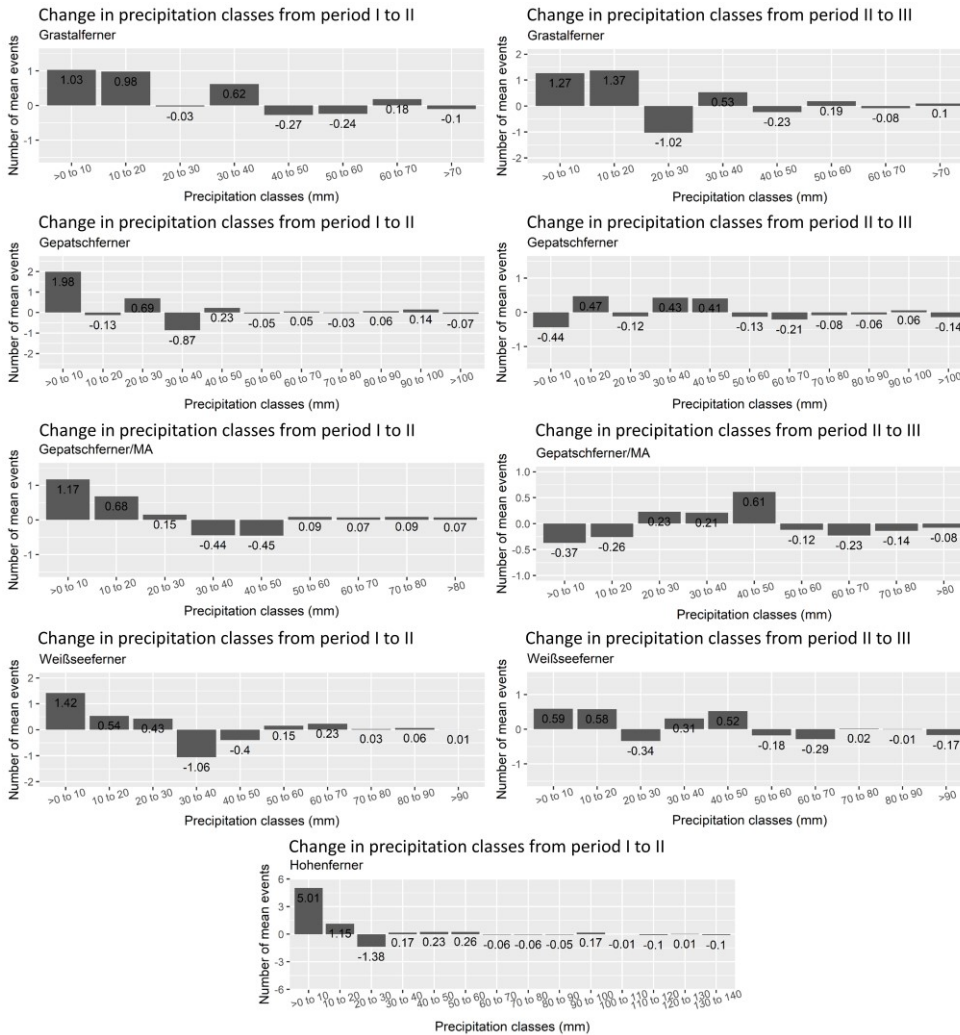 Change in precipitation classes from period I to II
Grastalferner
Number of mean events
1
0
-1
1.03
0.98
-0.03
0.62
-0.27
-0.24
0.18
-0.1
>0 to 10
10 to 20
20 to 30
30 to 40
40 to 50
50 to 60
60 to 70
>70
Precipitation classes (mm)
Change in precipitation classes from period II to III
Grastalferner
Number of mean events
2
1
0
-1
-2
1.27
1.37
-1.02
0.53
-0.23
0.19
-0.08
0.1
>0 to 10
10 to 20
20 to 30
30 to 40
40 to 50
50 to 60
60 to 70
>70
Precipitation classes (mm)
Change in precipitation classes from period I to II
Gepatschferner
Number of mean events
2
1
0
-1
-2
1.98
-0.13
0.69
-0.87
0.23
-0.05
0.05
-0.03
0.06
0.14
-0.07
>0 to 10
10 to 20
20 to 30
30 to 40
40 to 50
50 to 60
60 to 70
70 to 80
80 to 90
90 to 100
>100
Precipitation classes (mm)
Change in precipitation classes from period II to III
Gepatschferner
Number of mean events
1
0
-1
-0.44
0.47
-0.12
0.43
0.41
-0.13
-0.21
-0.08
-0.06
0.06
-0.14
>0 to 10
10 to 20
20 to 30
30 to 40
40 to 50
50 to 60
60 to 70
70 to 80
80 to 90
90 to 100
>100
Precipitation classes (mm)
Change in precipitation classes from period I to II
Gepatschferner/MA
Number of mean events
1
0
-1
1.17
0.68
0.15
-0.44
-0.45
0.09
0.07
0.09
0.07
>0 to 10
10 to 20
20 to 30
30 to 40
40 to 50
50 to 60
60 to 70
70 to 80
>80
Precipitation classes (mm)
Change in precipitation classes from period II to III
Gepatschferner/MA
Number of mean events
1.0
0.5
0.0
-0.5
-1.0
-0.37
-0.26
0.23
0.21
0.61
-0.12
-0.23
-0.14
-0.08
>0 to 10
10 to 20
20 to 30
30 to 40
40 to 50
50 to 60
60 to 70
70 to 80
>80
Precipitation classes (mm)
Change in precipitation classes from period I to II
Weißseeferner
Number of mean events
2
1
0
-1
-2
1.42
0.54
0.43
-1.06
-0.4
0.15
0.23
0.03
0.06
0.01
>0 to 10
10 to 20
20 to 30
30 to 40
40 to 50
50 to 60
60 to 70
70 to 80
80 to 90
>90
Precipitation classes (mm)
Change in precipitation classes from period II to III
Weißseeferner
Number of mean events
1
0
-1
0.59
0.58
-0.34
0.31
0.52
-0.18
-0.29
0.02
-0.01
-0.17
>0 to 10
10 to 20
20 to 30
30 to 40
40 to 50
50 to 60
60 to 70
70 to 80
80 to 90
>90
Precipitation classes (mm)
Change in precipitation classes from period I to II
Hohenferner
Number of mean events
6
3
0
-3
-6
5.01
1.15
-1.38
0.17
0.23
0.26
-0.06
-0.06
-0.05
0.17
-0.01
-0.1
0.01
-0.1
>0 to 10
10 to 20
20 to 30
30 to 40
40 to 50
50 to 60
60 to 70
70 to 80
80 to 90
90 to 100
100 to 110
110 to 120
120 to 130
130 to 140
Precipitation classes (mm)